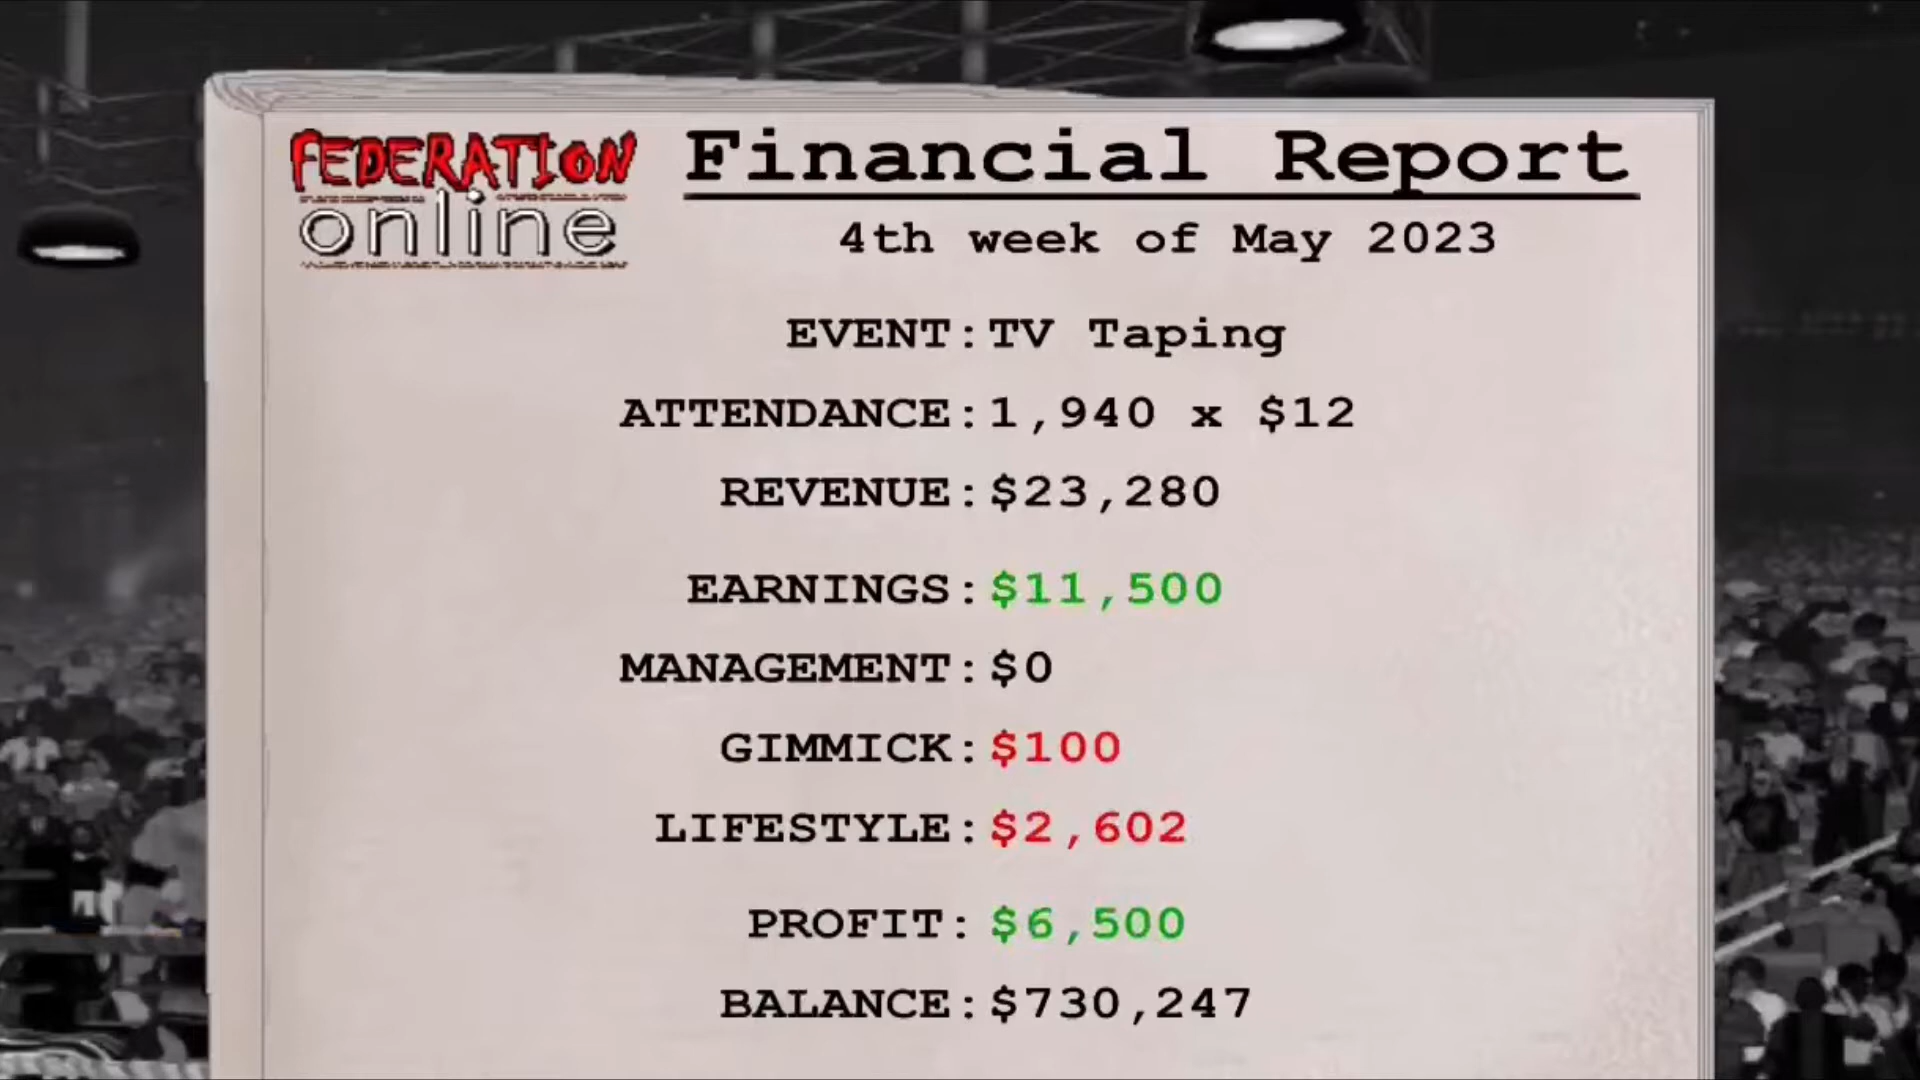 FEDERATION
online
Financial Report
4th week of May 2023
EVENT: TV Taping
ATTENDANCE: 1,940 x $12
REVENUE: $23,280
EARNINGS: $11,500
MANAGEMENT: $0
GIMMICK: $100
LIFESTYLE: $2,602
PROFIT: $6,500
BALANCE: $730,247